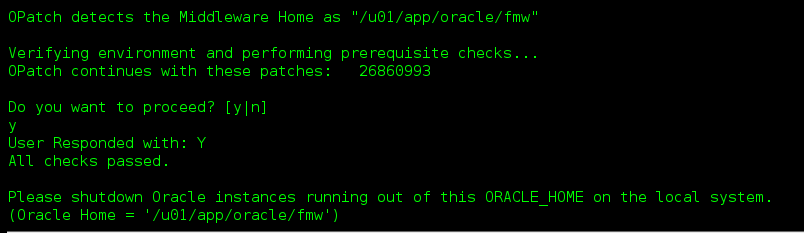 OPatch detects the Middleware Home as "/u01/app/oracle/fmw"
Verifying environment and performing prerequisite checks...
OPatch continues with these patches:   26860993
Do you want to proceed? [y|n]
y
User Responded with: Y
All checks passed.
Please shutdown Oracle instances running out of this ORACLE_HOME on the local system.
(Oracle Home = '/u01/app/oracle/fmw')